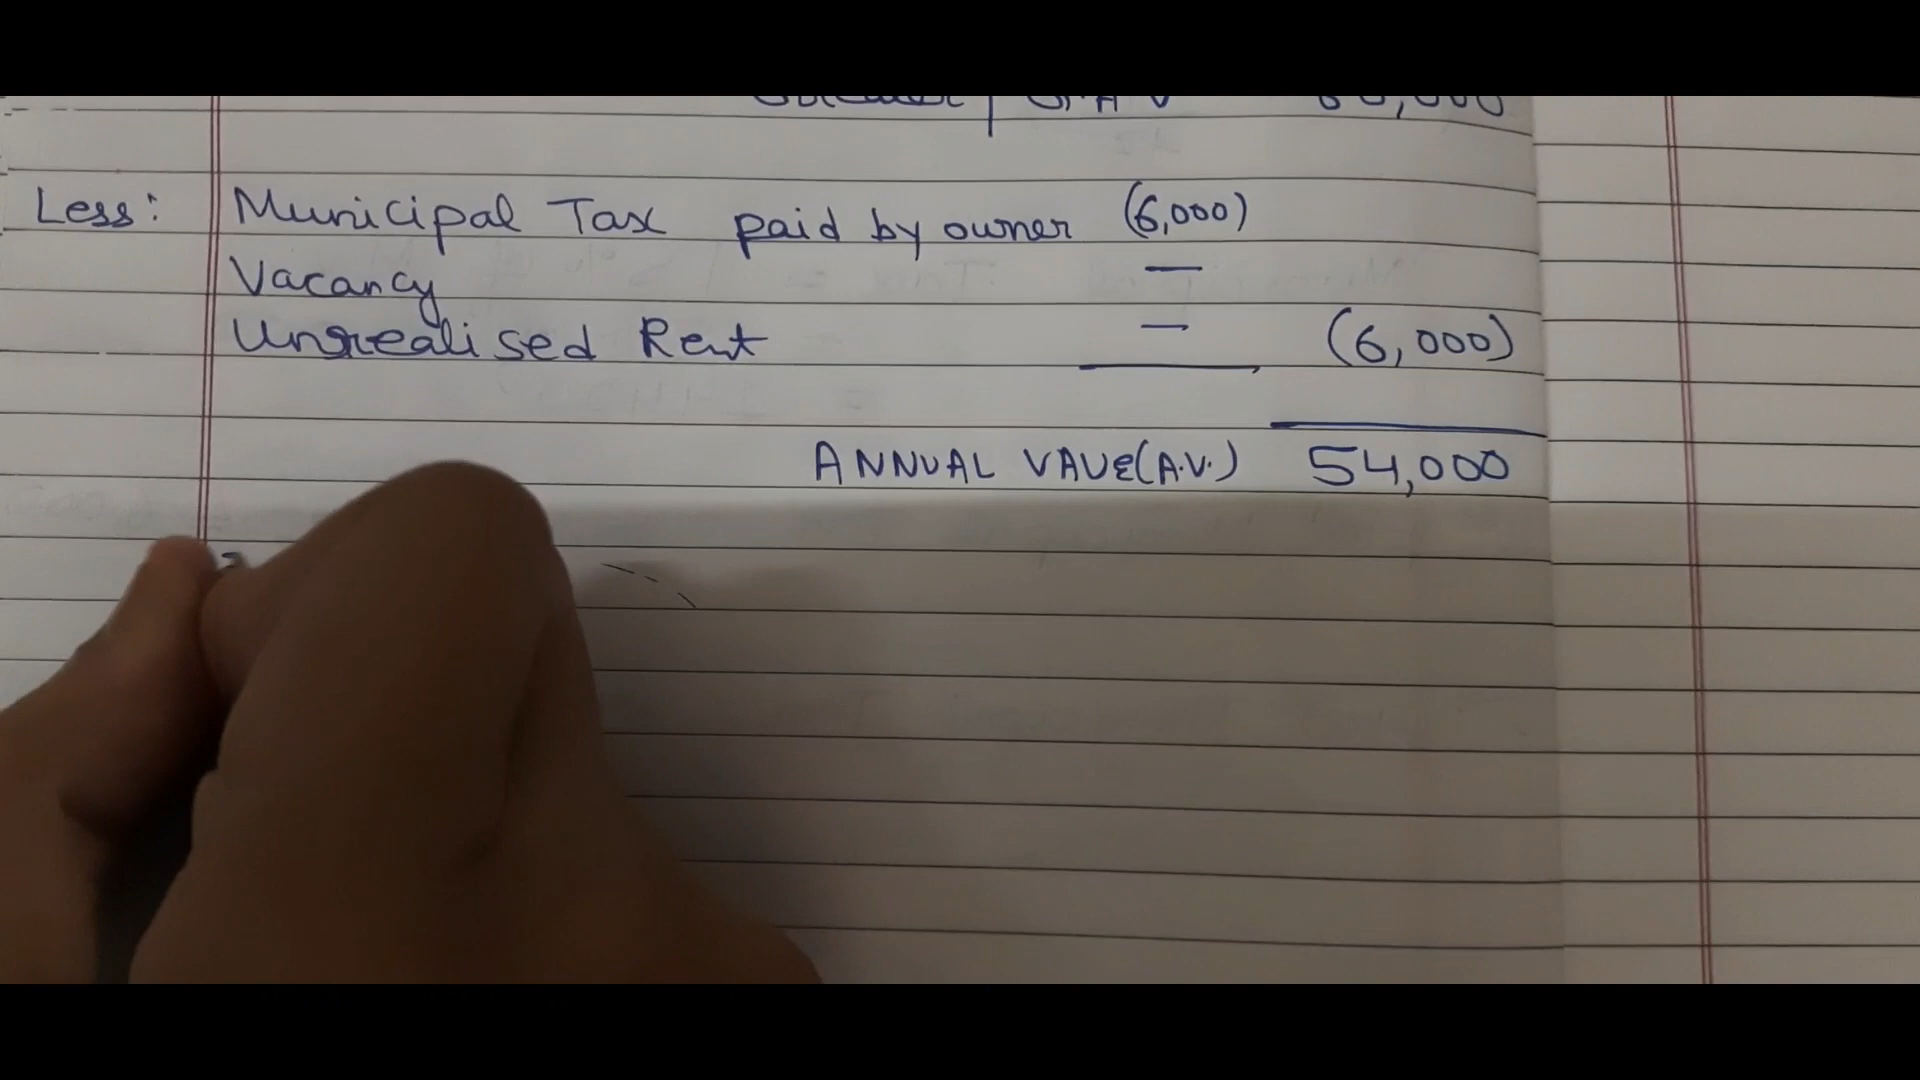 Less: Municipal Tax paid by owner (6,000)
Vacancy —
Unrealised Rent — (6,000)
ANNUAL VAUE(A.V.) 54,000